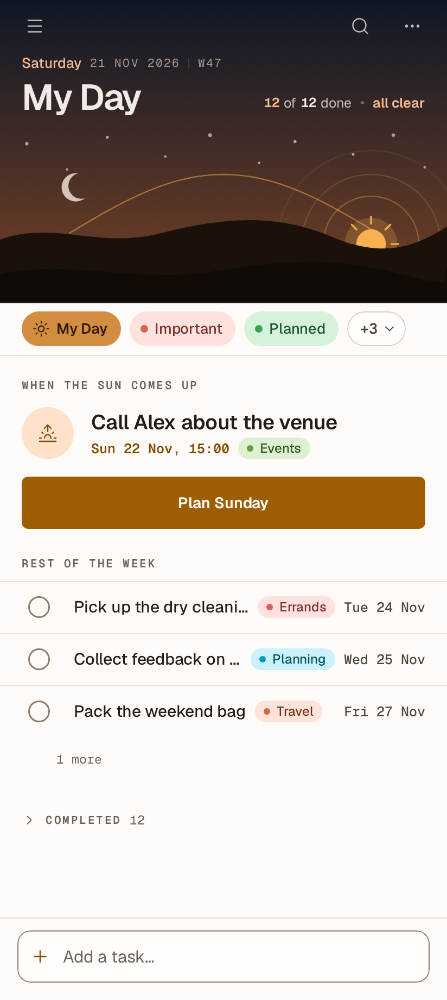 Saturday 21 NOV 2026 | W47
My Day
12 of 12 done • all clear
My Day
Important
Planned
+3
WHEN THE SUN COMES UP
Call Alex about the venue
Sun 22 Nov, 15:00 Events
Plan Sunday
REST OF THE WEEK
Pick up the dry cleani… Errands Tue 24 Nov
Collect feedback on … Planning Wed 25 Nov
Pack the weekend bag Travel Fri 27 Nov
1 more
COMPLETED 12
Add a task…